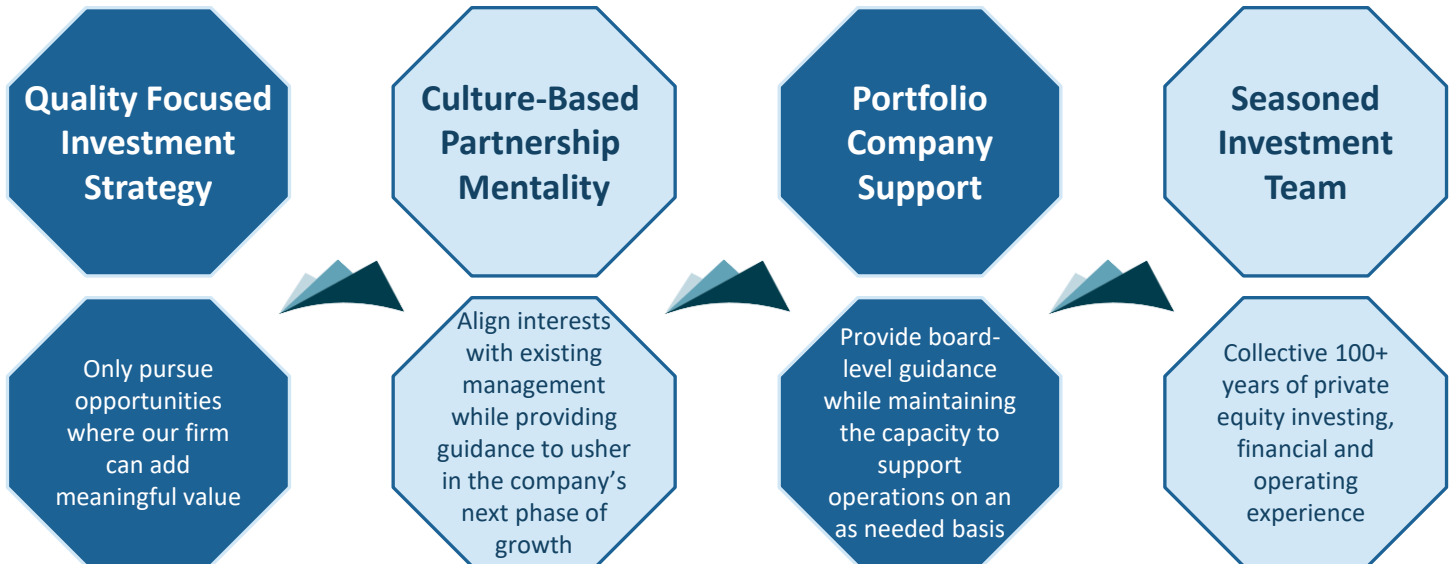 Quality Focused
Investment
Strategy
Culture-Based
Partnership
Mentality
Portfolio
Company
Support
Seasoned
Investment
Team
Only pursue
opportunities
where our firm
can add
meaningful value
Align interests
with existing
management
while providing
guidance to usher
in the company’s
next phase of
growth
Provide board-
level guidance
while maintaining
the capacity to
support
operations on an
as needed basis
Collective 100+
years of private
equity investing,
financial and
operating
experience